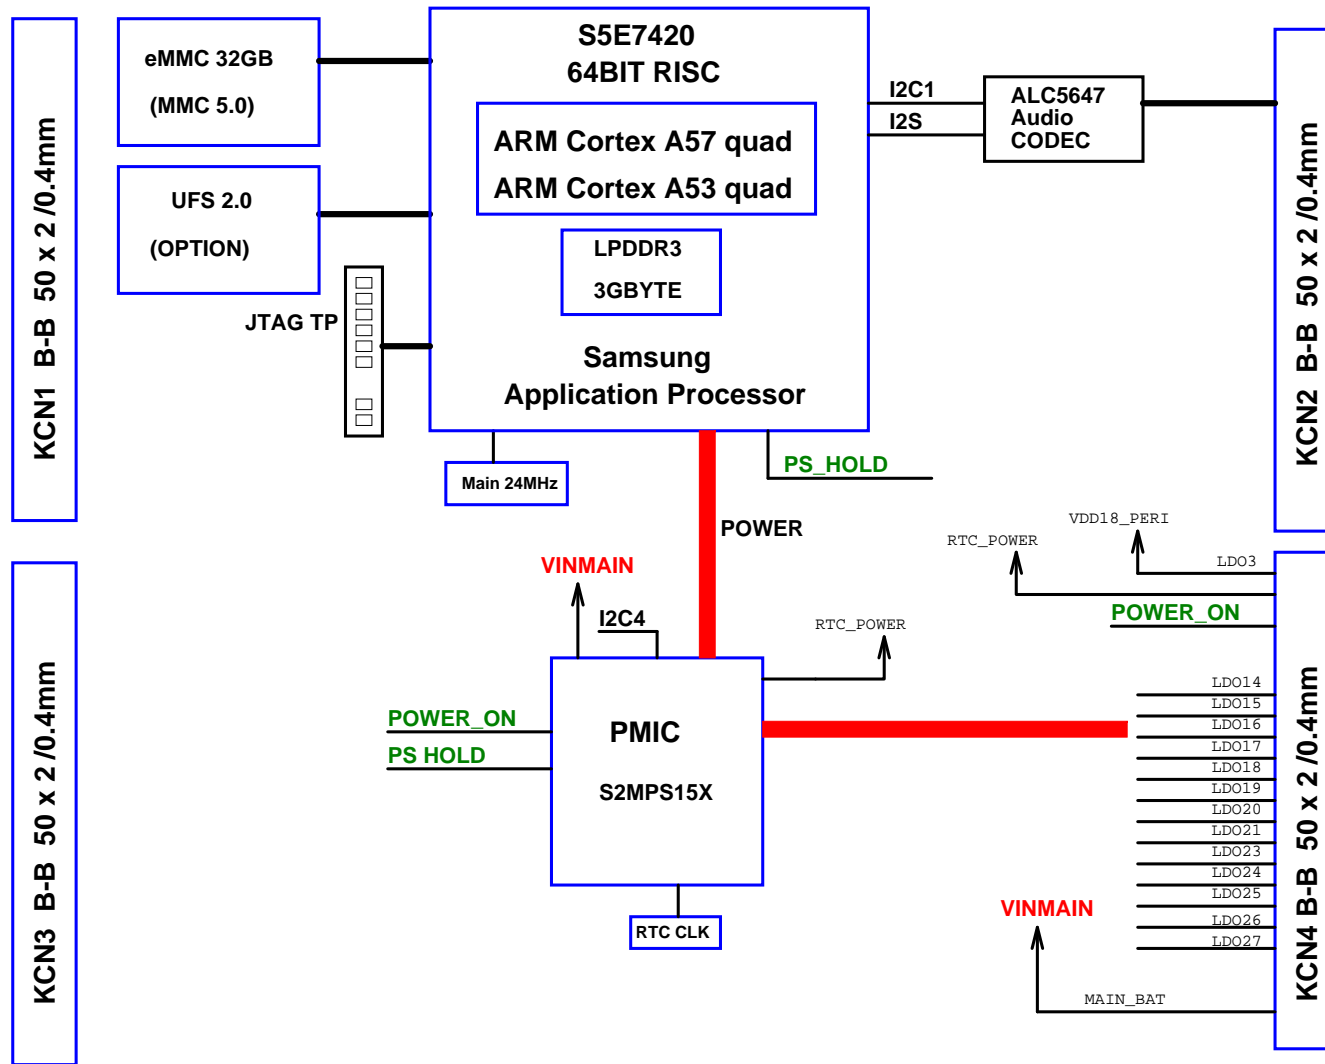 KCN1 B-B 50 x 2 /0.4mm
eMMC 32GB
(MMC 5.0)
UFS 2.0
(OPTION)
JTAG TP
S5E7420
64BIT RISC
ARM Cortex A57 quad
ARM Cortex A53 quad
LPDDR3
3GBYTE
Samsung
Application Processor
I2C1
I2S
ALC5647
Audio
CODEC
KCN2 B-B 50 x 2 /0.4mm
Main 24MHz
PS_HOLD
POWER
KCN3 B-B 50 x 2 /0.4mm
VINMAIN
I2C4
RTC_POWER
POWER_ON
PS HOLD
PMIC
S2MPS15X
RTC CLK
VDD18_PERI
RTC_POWER
LDO3
POWER_ON
LDO14
LDO15
LDO16
LDO17
LDO18
LDO19
LDO20
LDO21
LDO23
LDO24
LDO25
LDO26
LDO27
VINMAIN
MAIN_BAT
KCN4 B-B 50 x 2 /0.4mm